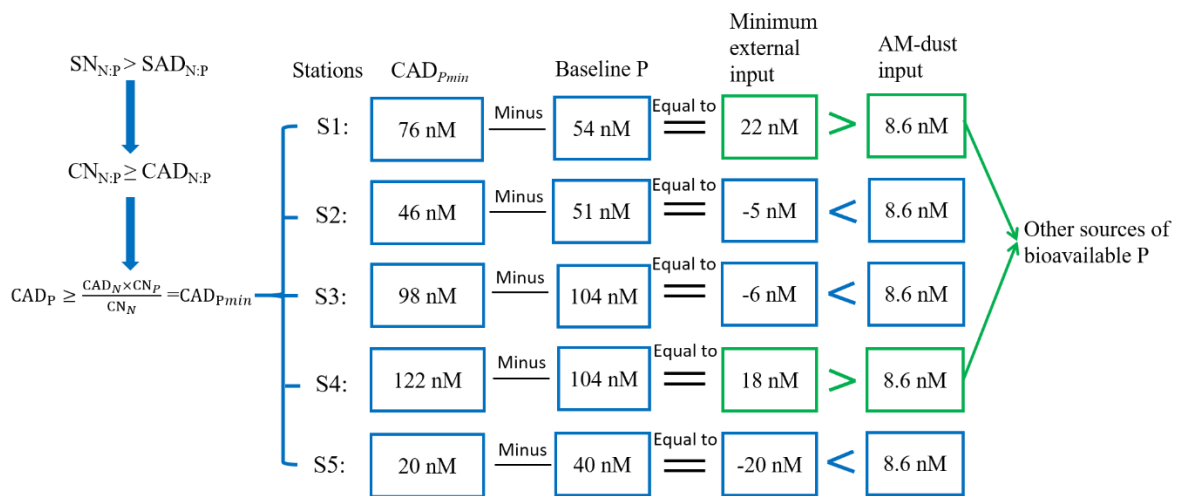 Stations CAD_Pmin Baseline P Minimum external input AM-dust input
SN_N:P > SAD_N:P
CN_N:P ≥ CAD_N:P
CAD_P ≥ (CAD_N×CN_P)/CN_N =CAD_Pmin
S1: 76 nM Minus 54 nM Equal to = 22 nM > 8.6 nM
S2: 46 nM Minus 51 nM Equal to = -5 nM < 8.6 nM
S3: 98 nM Minus 104 nM Equal to = -6 nM < 8.6 nM
S4: 122 nM Minus 104 nM Equal to = 18 nM > 8.6 nM
S5: 20 nM Minus 40 nM Equal to = -20 nM < 8.6 nM
Other sources of
bioavailable P